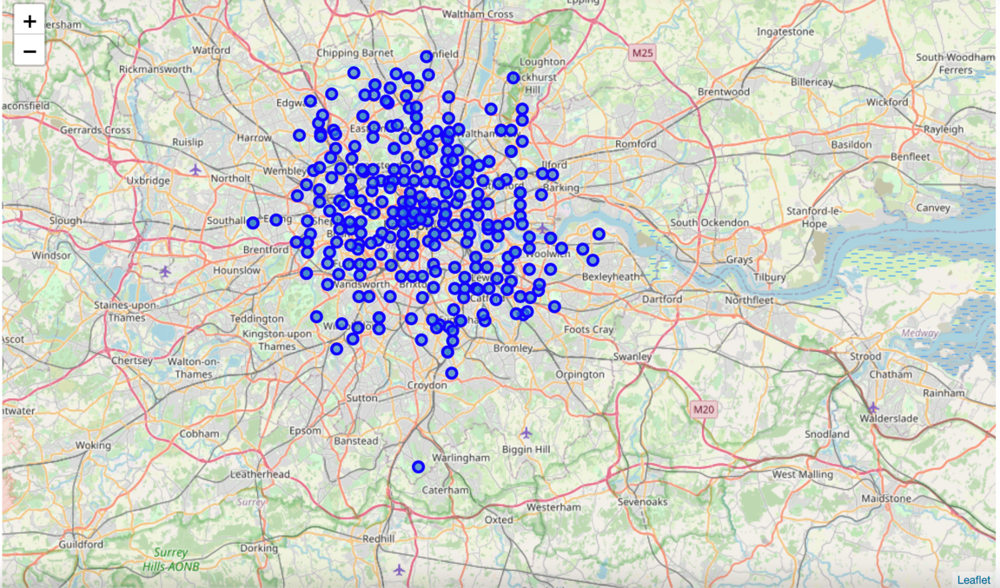 +
−
ersham
Waltham Cross
Epping
Watford
Chipping Barnet
nfield
M25
Ingatestone
Rickmansworth
Loughton
South-Woodham
Ferrers
ckhurst
Hill
Billericay
Brentwood
aconsfield
Edgw
Wickford
Gerrards Cross
Ruislip
Harrow
Waltham
Rayleigh
Romford
Basildon
Benfleet
Wembley
Ilford
Uxbridge
Northolt
Barking
Canvey
Slough
Southall
South Ockendon
Stanford-le-
Hope
Windsor
Brentford
Woolwich
Grays
Hounslow
Bexleyheath
Tilbury
Wandsworth
Brixto
Dartford
Northfleet
Staines-upon-
Thames
Teddington
Kingston upon
Thames
Foots Cray
Medway
Ascot
Chertsey
Walton-on-
Thames
Bromley
Swanley
Strood
Orpington
Chatham
Croydon
Rainham
Sutton
M20
ntwater
Walderslade
Cobham
Epsom
Banstead
Snodland
Woking
Biggin Hill
Warlingham
Leatherhead
West Malling
Caterham
Surrey
Sevenoaks
Maidstone
Westerham
Oxted
Guildford
Dorking
Redhill
Surrey
Hills AONB
Leaflet